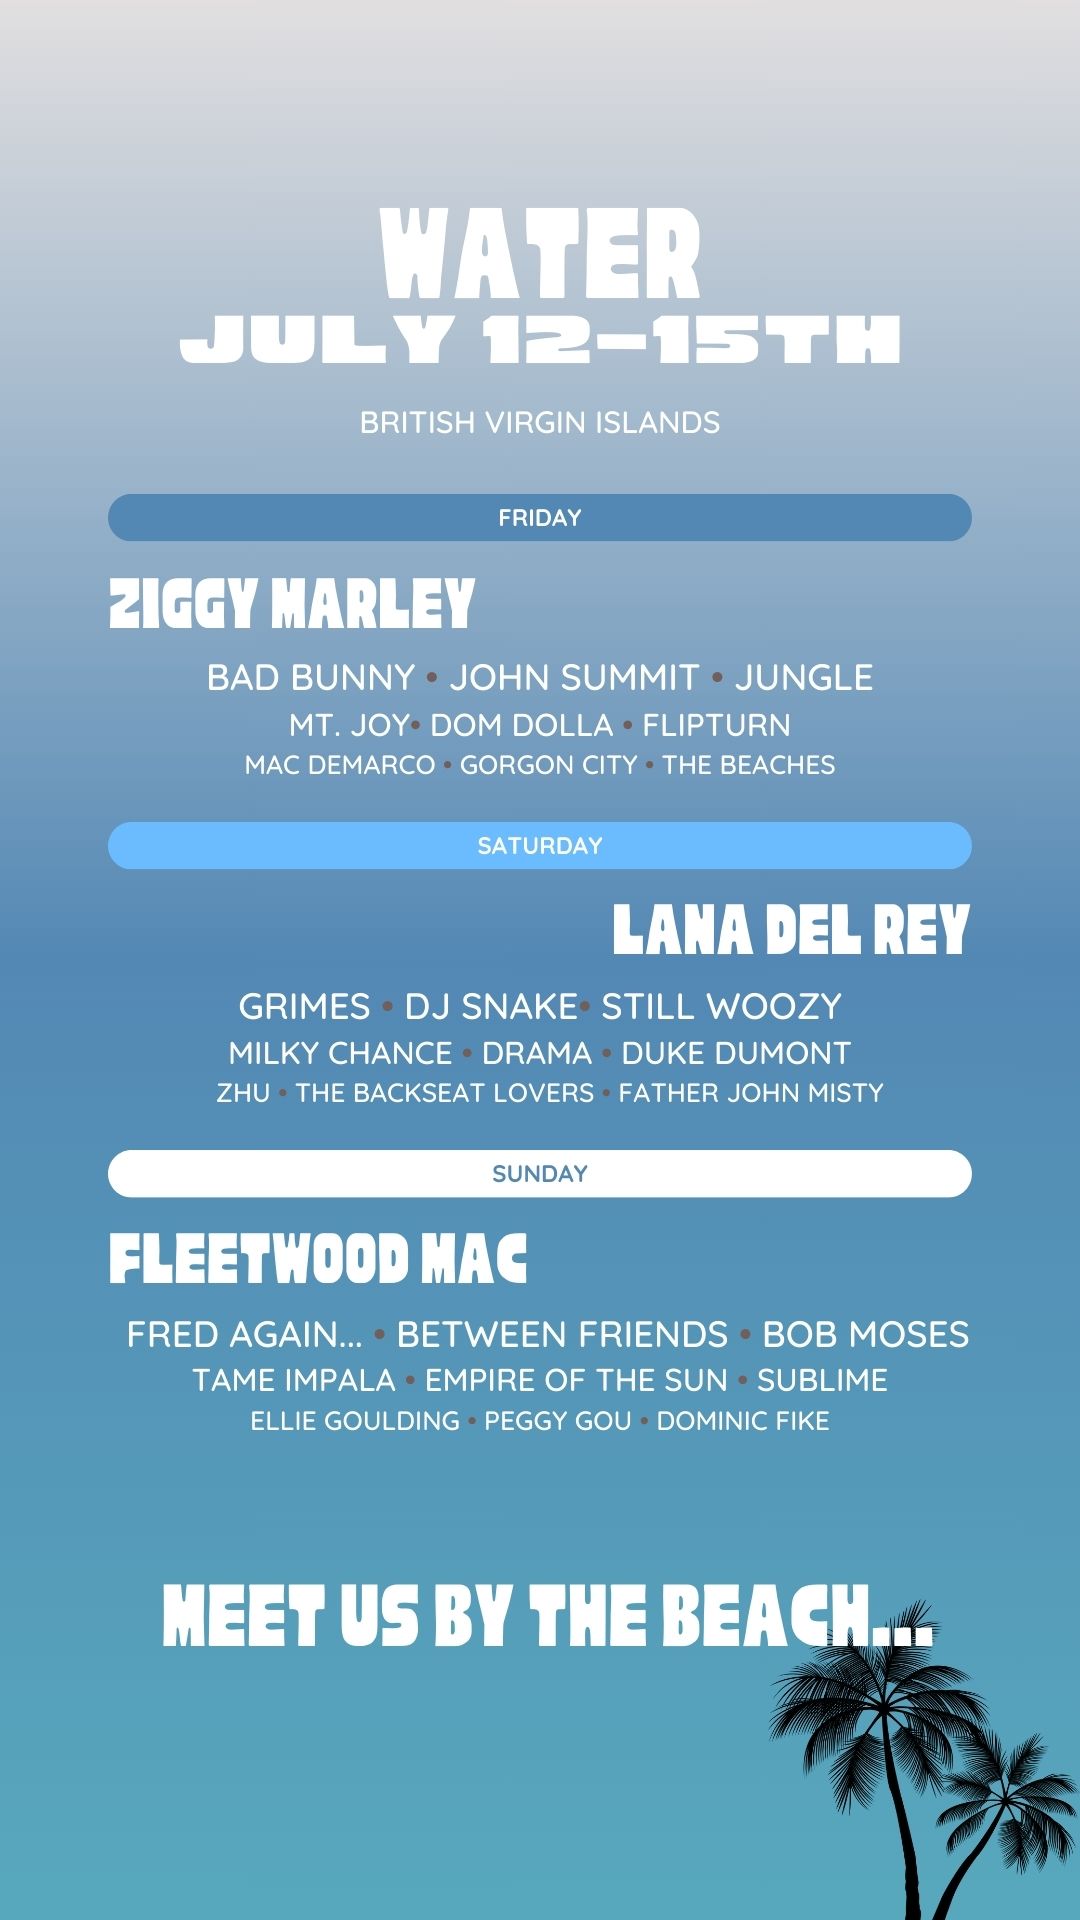 WATER
JULY 12-15TH
BRITISH VIRGIN ISLANDS
FRIDAY
ZIGGY MARLEY
BAD BUNNY • JOHN SUMMIT • JUNGLE
MT. JOY• DOM DOLLA • FLIPTURN
MAC DEMARCO • GORGON CITY • THE BEACHES
SATURDAY
LANA DEL REY
GRIMES • DJ SNAKE• STILL WOOZY
MILKY CHANCE • DRAMA • DUKE DUMONT
ZHU • THE BACKSEAT LOVERS • FATHER JOHN MISTY
SUNDAY
FLEETWOOD MAC
FRED AGAIN... • BETWEEN FRIENDS • BOB MOSES
TAME IMPALA • EMPIRE OF THE SUN • SUBLIME
ELLIE GOULDING • PEGGY GOU • DOMINIC FIKE
MEET US BY THE BEACH...